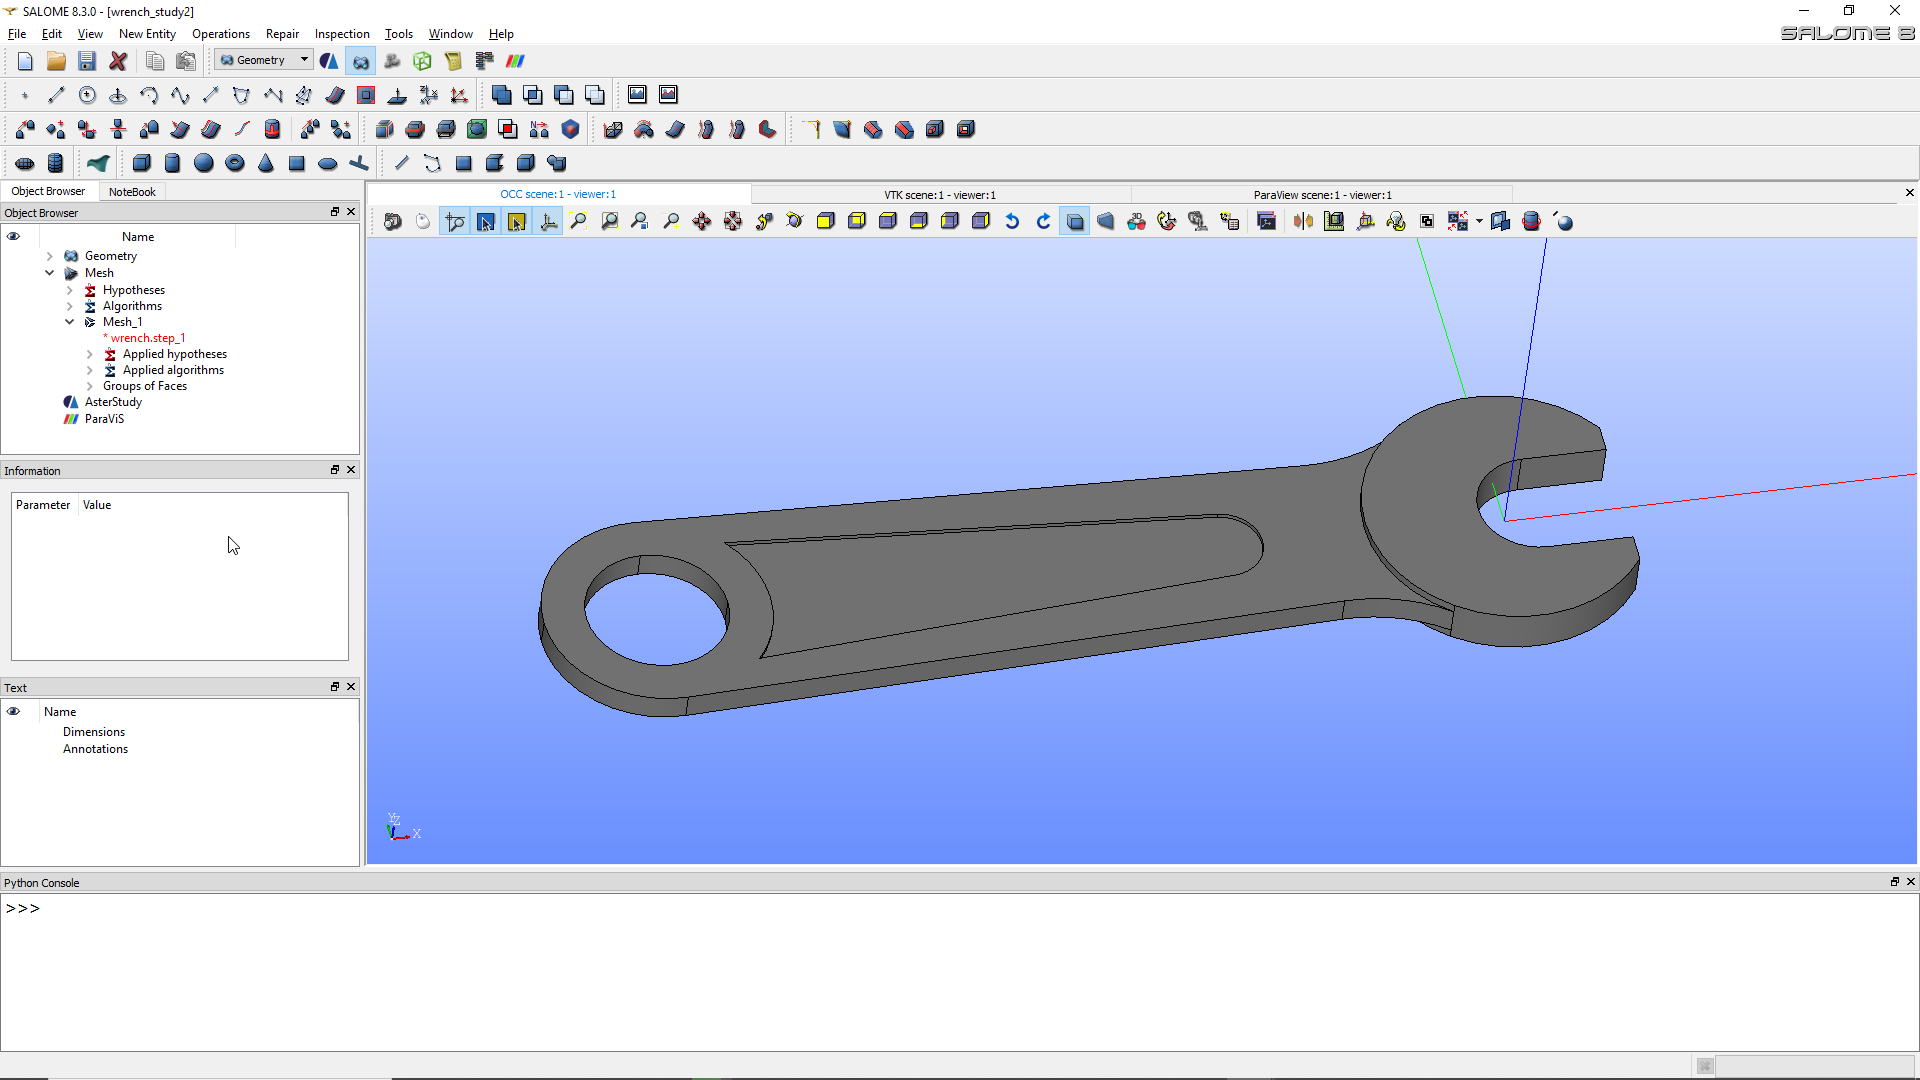 SALOME 8.3.0 - [wrench_study2]
File Edit View New Entity Operations Repair Inspection Tools Window Help
SALOME 8
Geometry
Object Browser NoteBook
Object Browser
Name
Geometry
Mesh
Hypotheses
Algorithms
Mesh_1
* wrench.step_1
Applied hypotheses
Applied algorithms
Groups of Faces
AsterStudy
ParaViS
Information
Parameter Value
Text
Name
Dimensions
Annotations
OCC scene:1 - viewer:1 VTK scene:1 - viewer:1 ParaView scene:1 - viewer:1
Y
Z
X
Python Console
>>>